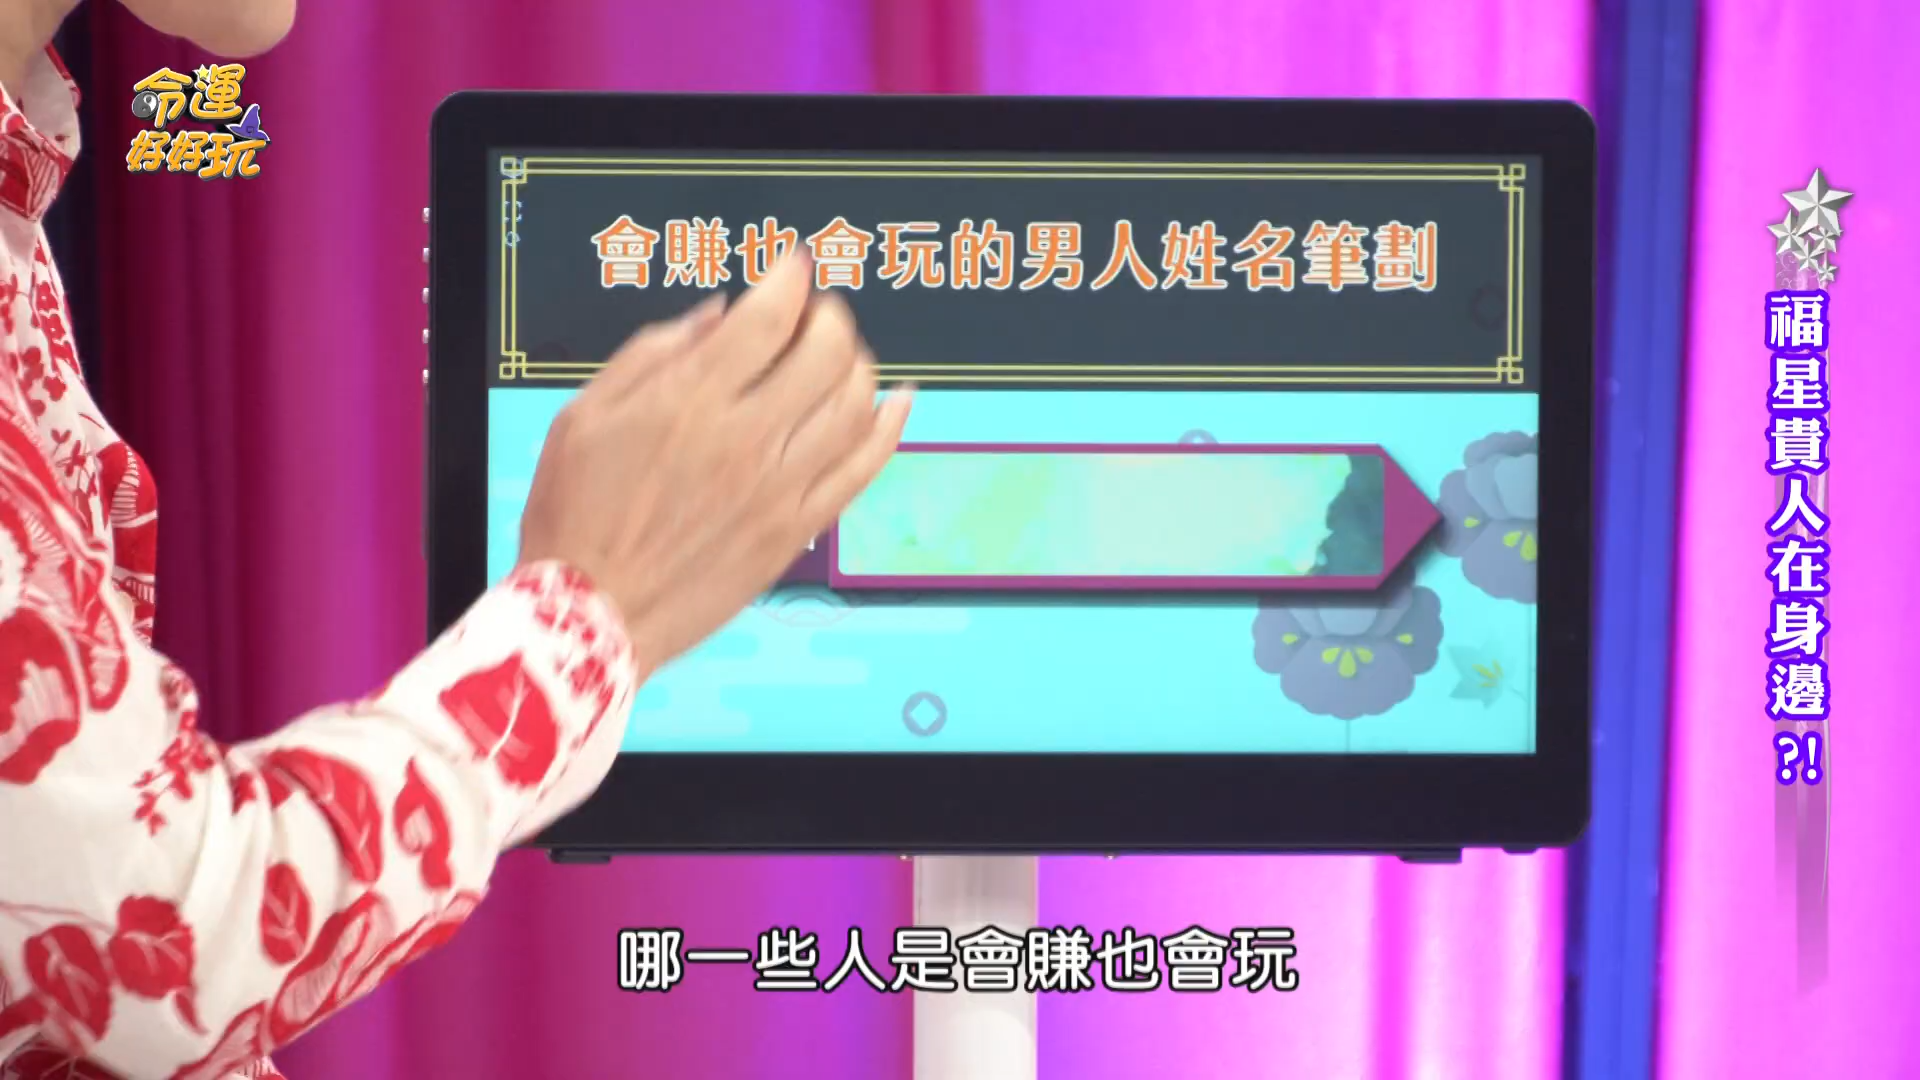 命運
好好玩
會賺也會玩的男人姓名筆劃
福星貴人在身邊?!
哪一些人是會賺也會玩